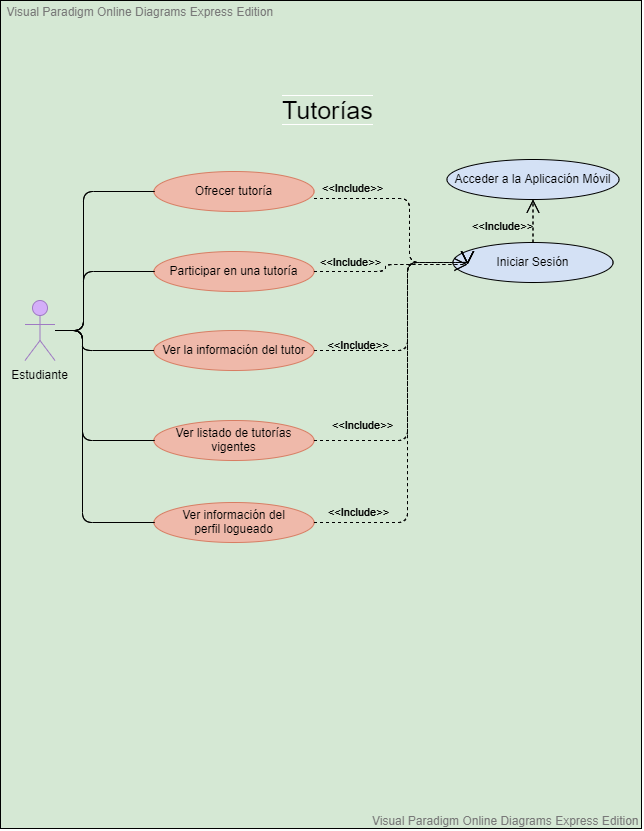 Visual Paradigm Online Diagrams Express Edition
Tutorías
Ofrecer tutoría
<<Include>>
Acceder a la Aplicación Móvil
<<Include>>
Iniciar Sesión
Participar en una tutoría
<<Include>>
Estudiante
Ver la información del tutor
<<Include>>
Ver listado de tutorías
vigentes
<<Include>>
Ver información del
perfil logueado
<<Include>>
Visual Paradigm Online Diagrams Express Edition